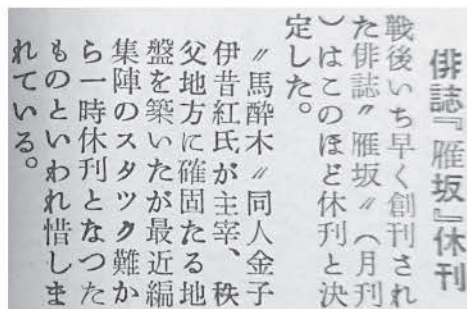 俳誌『雁坂』休刊
戦後いち早く創刊され
た俳誌〃雁坂〃（月刊
）はこのほど休刊と決
定した。
〃馬酔木〃同人金子
伊昔紅氏が主宰、秩
父地方に確固たる地
盤を築いたが最近編
集陣のスタック難か
ら一時休刊となつた
ものといわれ惜しま
れている。